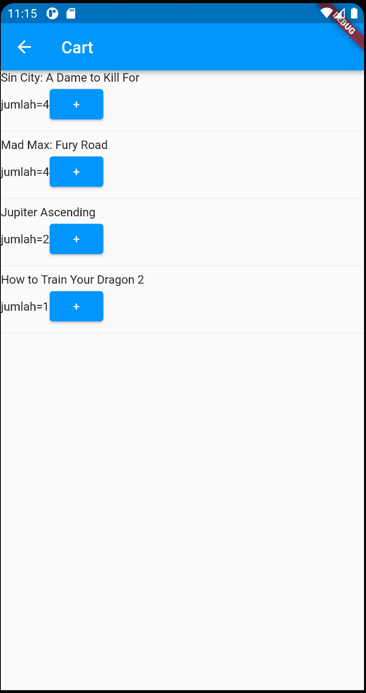 11:15
DEBUG
Cart
Sin City: A Dame to Kill For
jumlah=4 +
Mad Max: Fury Road
jumlah=4 +
Jupiter Ascending
jumlah=2 +
How to Train Your Dragon 2
jumlah=1 +